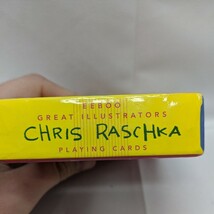 EEBOO
GREAT ILLUSTRATORS
CHRIS RASCHKA
PLAYING CARDS